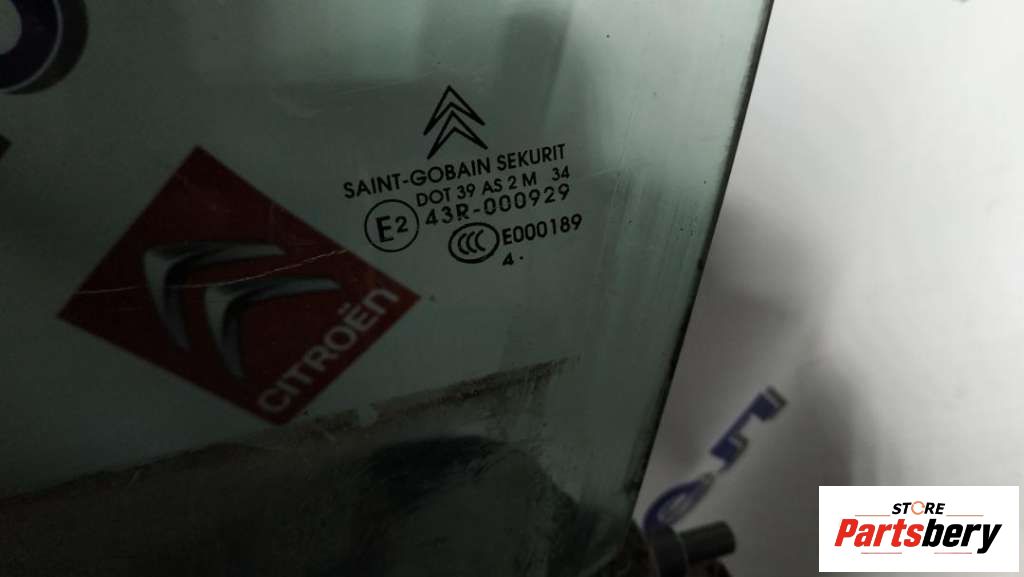 SAINT-GOBAIN SEKURIT
DOT 39 AS 2 M 34
E2 43R-000929
CCC E000189
4.
CITROËN
STORE
Partsbery